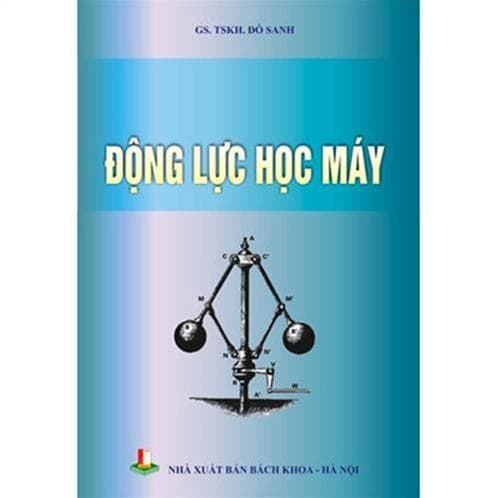 GS. TSKH. ĐỖ SANH
ĐỘNG LỰC HỌC MÁY
A
C C'
M M'
B B'
N N'
R V
A' W
NHÀ XUẤT BẢN BÁCH KHOA - HÀ NỘI